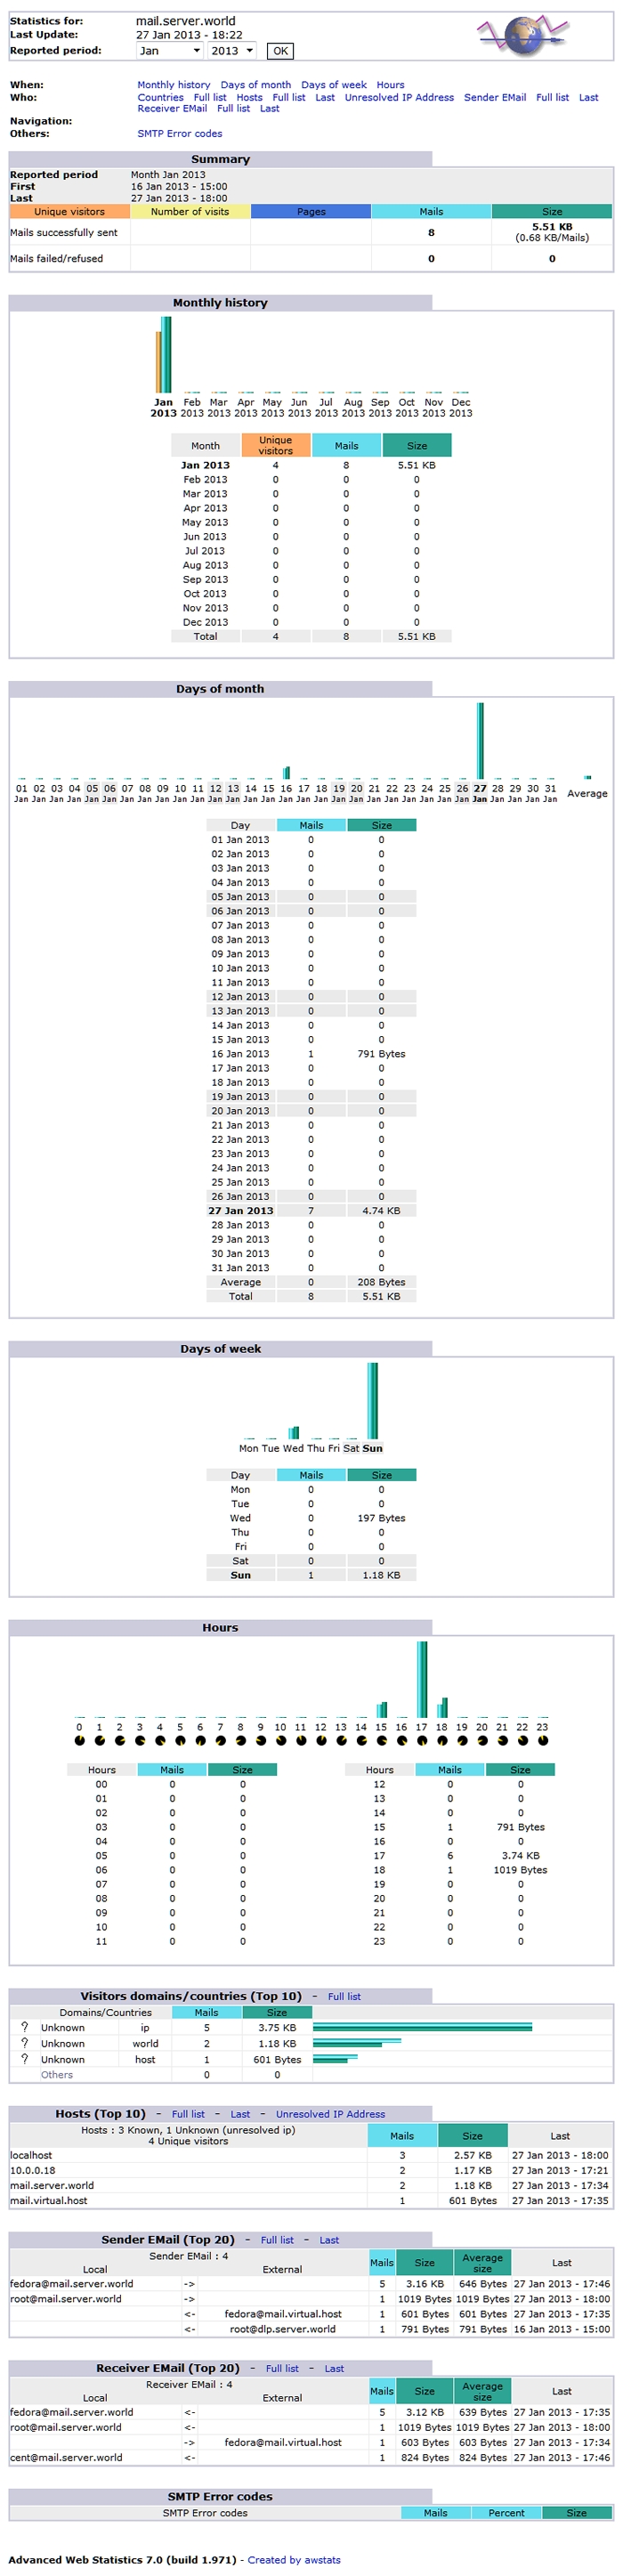 Statistics for: mail.server.world
Last Update: 27 Jan 2013 - 18:22
Reported period: Jan 2013 OK
When: Monthly history Days of month Days of week Hours
Who: Countries Full list Hosts Full list Last Unresolved IP Address Sender EMail Full list Last
Receiver EMail Full list Last
Navigation:
Others: SMTP Error codes
Summary
Reported period Month Jan 2013
First 16 Jan 2013 - 15:00
Last 27 Jan 2013 - 18:00
Unique visitors Number of visits Pages Mails Size
Mails successfully sent 8 5.51 KB
(0.68 KB/Mails)
Mails failed/refused 0 0
Monthly history
Jan Feb Mar Apr May Jun Jul Aug Sep Oct Nov Dec
2013 2013 2013 2013 2013 2013 2013 2013 2013 2013 2013 2013
Month Unique visitors Mails Size
Jan 2013 4 8 5.51 KB
Feb 2013 0 0 0
Mar 2013 0 0 0
Apr 2013 0 0 0
May 2013 0 0 0
Jun 2013 0 0 0
Jul 2013 0 0 0
Aug 2013 0 0 0
Sep 2013 0 0 0
Oct 2013 0 0 0
Nov 2013 0 0 0
Dec 2013 0 0 0
Total 4 8 5.51 KB
Days of month
01 02 03 04 05 06 07 08 09 10 11 12 13 14 15 16 17 18 19 20 21 22 23 24 25 26 27 28 29 30 31
Jan Jan Jan Jan Jan Jan Jan Jan Jan Jan Jan Jan Jan Jan Jan Jan Jan Jan Jan Jan Jan Jan Jan Jan Jan Jan Jan Jan Jan Jan Jan Average
Day Mails Size
01 Jan 2013 0 0
02 Jan 2013 0 0
03 Jan 2013 0 0
04 Jan 2013 0 0
05 Jan 2013 0 0
06 Jan 2013 0 0
07 Jan 2013 0 0
08 Jan 2013 0 0
09 Jan 2013 0 0
10 Jan 2013 0 0
11 Jan 2013 0 0
12 Jan 2013 0 0
13 Jan 2013 0 0
14 Jan 2013 0 0
15 Jan 2013 0 0
16 Jan 2013 1 791 Bytes
17 Jan 2013 0 0
18 Jan 2013 0 0
19 Jan 2013 0 0
20 Jan 2013 0 0
21 Jan 2013 0 0
22 Jan 2013 0 0
23 Jan 2013 0 0
24 Jan 2013 0 0
25 Jan 2013 0 0
26 Jan 2013 0 0
27 Jan 2013 7 4.74 KB
28 Jan 2013 0 0
29 Jan 2013 0 0
30 Jan 2013 0 0
31 Jan 2013 0 0
Average 0 208 Bytes
Total 8 5.51 KB
Days of week
Mon Tue Wed Thu Fri Sat Sun
Day Mails Size
Mon 0 0
Tue 0 0
Wed 0 197 Bytes
Thu 0 0
Fri 0 0
Sat 0 0
Sun 1 1.18 KB
Hours
0 1 2 3 4 5 6 7 8 9 10 11 12 13 14 15 16 17 18 19 20 21 22 23
Hours Mails Size Hours Mails Size
00 0 0 12 0 0
01 0 0 13 0 0
02 0 0 14 0 0
03 0 0 15 1 791 Bytes
04 0 0 16 0 0
05 0 0 17 6 3.74 KB
06 0 0 18 1 1019 Bytes
07 0 0 19 0 0
08 0 0 20 0 0
09 0 0 21 0 0
10 0 0 22 0 0
11 0 0 23 0 0
Visitors domains/countries (Top 10) - Full list
Domains/Countries Mails Size
? Unknown ip 5 3.75 KB
? Unknown world 2 1.18 KB
? Unknown host 1 601 Bytes
Others 0 0
Hosts (Top 10) - Full list - Last - Unresolved IP Address
Hosts : 3 Known, 1 Unknown (unresolved ip)
4 Unique visitors Mails Size Last
localhost 3 2.57 KB 27 Jan 2013 - 18:00
10.0.0.18 2 1.17 KB 27 Jan 2013 - 17:21
mail.server.world 2 1.18 KB 27 Jan 2013 - 17:34
mail.virtual.host 1 601 Bytes 27 Jan 2013 - 17:35
Sender EMail (Top 20) - Full list - Last
Sender EMail : 4
Local External Mails Size Average size Last
fedora@mail.server.world -> 5 3.16 KB 646 Bytes 27 Jan 2013 - 17:46
root@mail.server.world -> 1 1019 Bytes 1019 Bytes 27 Jan 2013 - 18:00
<- fedora@mail.virtual.host 1 601 Bytes 601 Bytes 27 Jan 2013 - 17:35
<- root@dlp.server.world 1 791 Bytes 791 Bytes 16 Jan 2013 - 15:00
Receiver EMail (Top 20) - Full list - Last
Receiver EMail : 4
Local External Mails Size Average size Last
fedora@mail.server.world <- 5 3.12 KB 639 Bytes 27 Jan 2013 - 17:35
root@mail.server.world <- 1 1019 Bytes 1019 Bytes 27 Jan 2013 - 18:00
-> fedora@mail.virtual.host 1 603 Bytes 603 Bytes 27 Jan 2013 - 17:34
cent@mail.server.world <- 1 824 Bytes 824 Bytes 27 Jan 2013 - 17:46
SMTP Error codes
SMTP Error codes Mails Percent Size
Advanced Web Statistics 7.0 (build 1.971) - Created by awstats